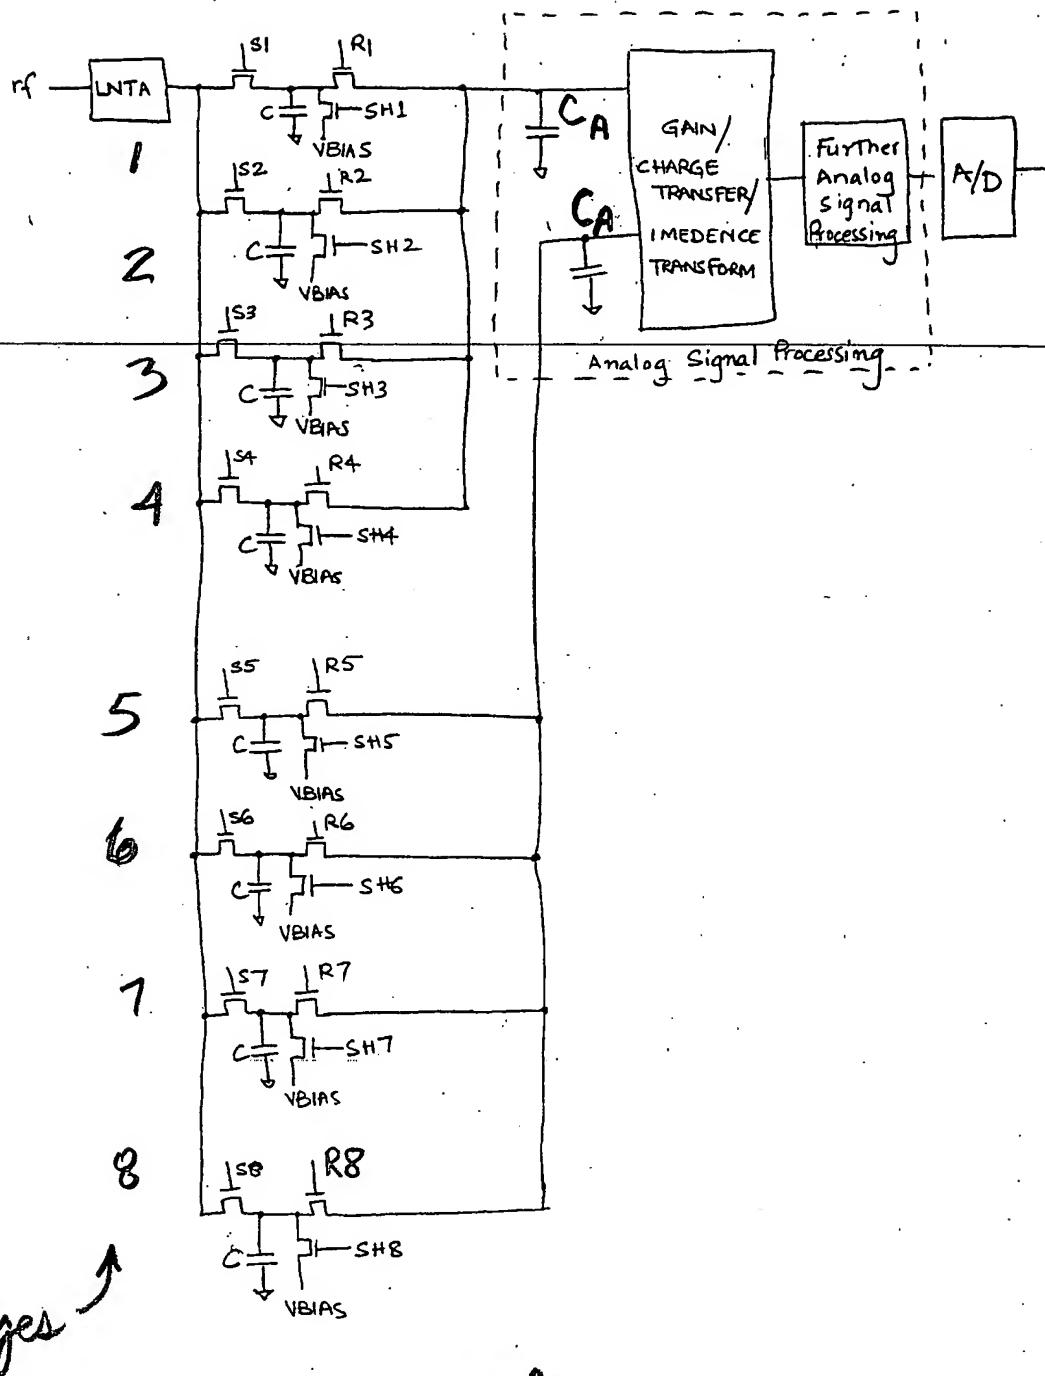 S1 R1
rf LNTA
C SH1
VBIAS
1
CA
GAIN/
CHARGE
TRANSFER/
IMEDENCE
TRANSFORM
Further
Analog
Signal
Processing
A/D
S2 R2
C SH2
VBIAS
2
CA
S3 R3
Analog Signal Processing
3
C SH3
VBIAS
S4 R4
4
C SH4
VBIAS
S5 R5
5
C SH5
VBIAS
S6 R6
6
C SH6
VBIAS
S7 R7
7
C SH7
VBIAS
8
S8 R8
C SH8
VBIAS